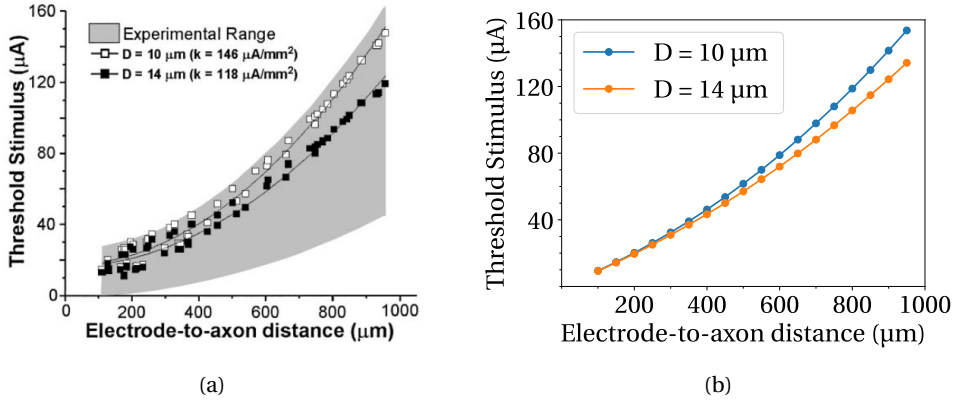 160
120
80
40
0
Threshold Stimulus (µA)
Experimental Range
D = 10 µm (k = 146 µA/mm²)
D = 14 µm (k = 118 µA/mm²)
0 200 400 600 800 1000
Electrode-to-axon distance (µm)
(a)
160
120
80
40
Threshold Stimulus (µA)
D = 10 µm
D = 14 µm
200 400 600 800 1000
Electrode-to-axon distance (µm)
(b)